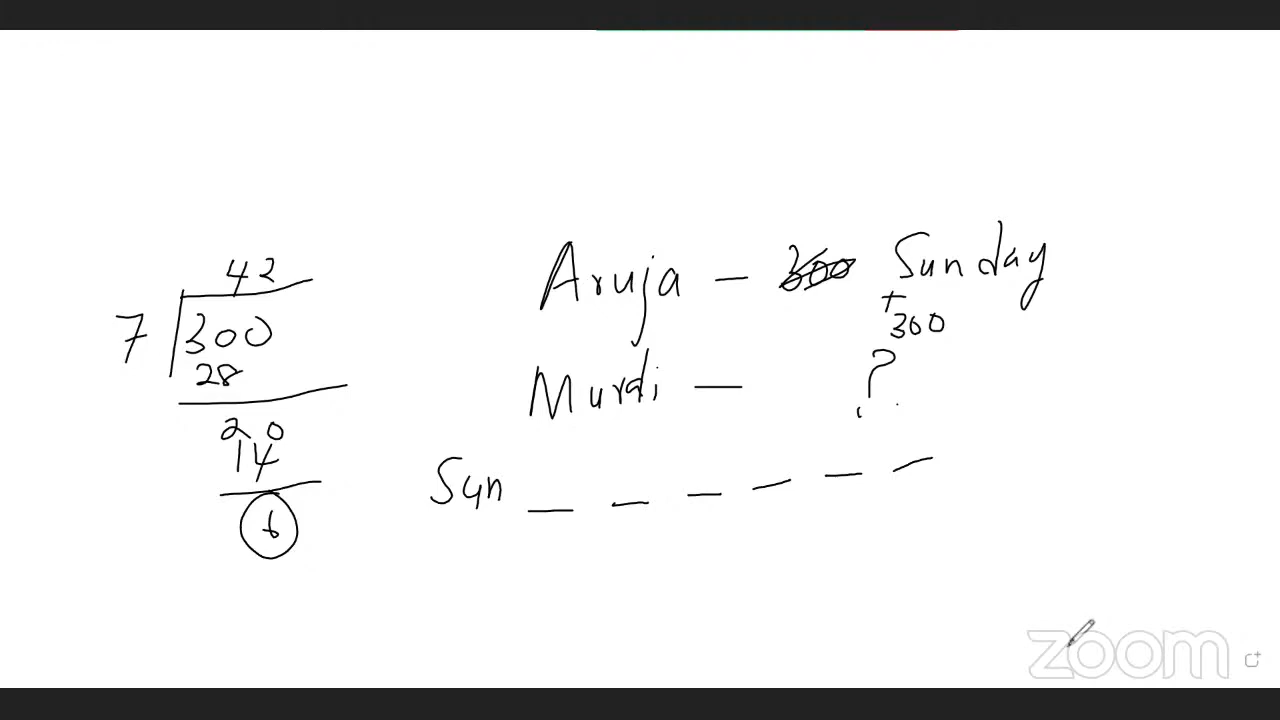 42
7 300
28
20
14
6
Aruja - 300 Sunday
+
300
Murdi - ?
Sun _ _ _ _ _ _
zoom